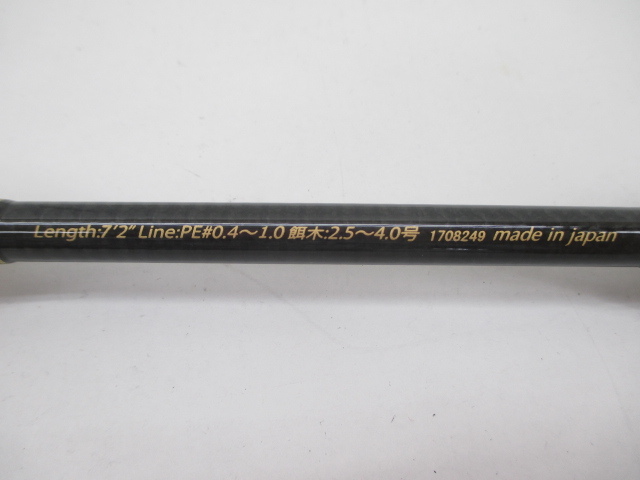 Length:7'2" Line:PE#0.4～1.0 餌木:2.5～4.0号 1708249 made in japan